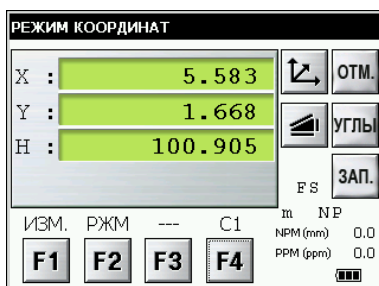 РЕЖИМ КООРДИНАТ
X : 5.583
Y : 1.668
H : 100.905
ОТМ.
УГЛЫ
ЗАП.
F S
m N P
NPM (mm) 0.0
PPM (ppm) 0.0
ИЗМ. РЖМ --- C1
F1 F2 F3 F4